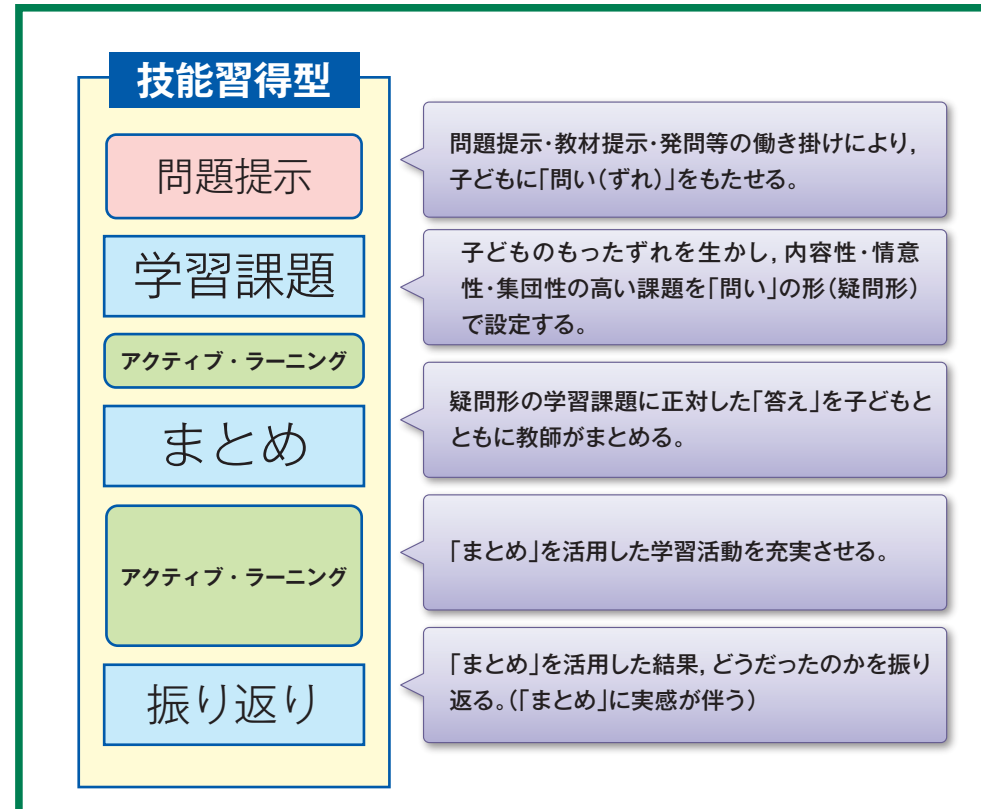 技能習得型
問題提示
問題提示・教材提示・発問等の働き掛けにより,
子どもに「問い(ずれ)」をもたせる。
学習課題
子どものもったずれを生かし,内容性・情意
性・集団性の高い課題を「問い」の形(疑問形)
で設定する。
アクティブ・ラーニング
まとめ
疑問形の学習課題に正対した「答え」を子どもと
ともに教師がまとめる。
アクティブ・ラーニング
「まとめ」を活用した学習活動を充実させる。
振り返り
「まとめ」を活用した結果,どうだったのかを振り
返る。(「まとめ」に実感が伴う)